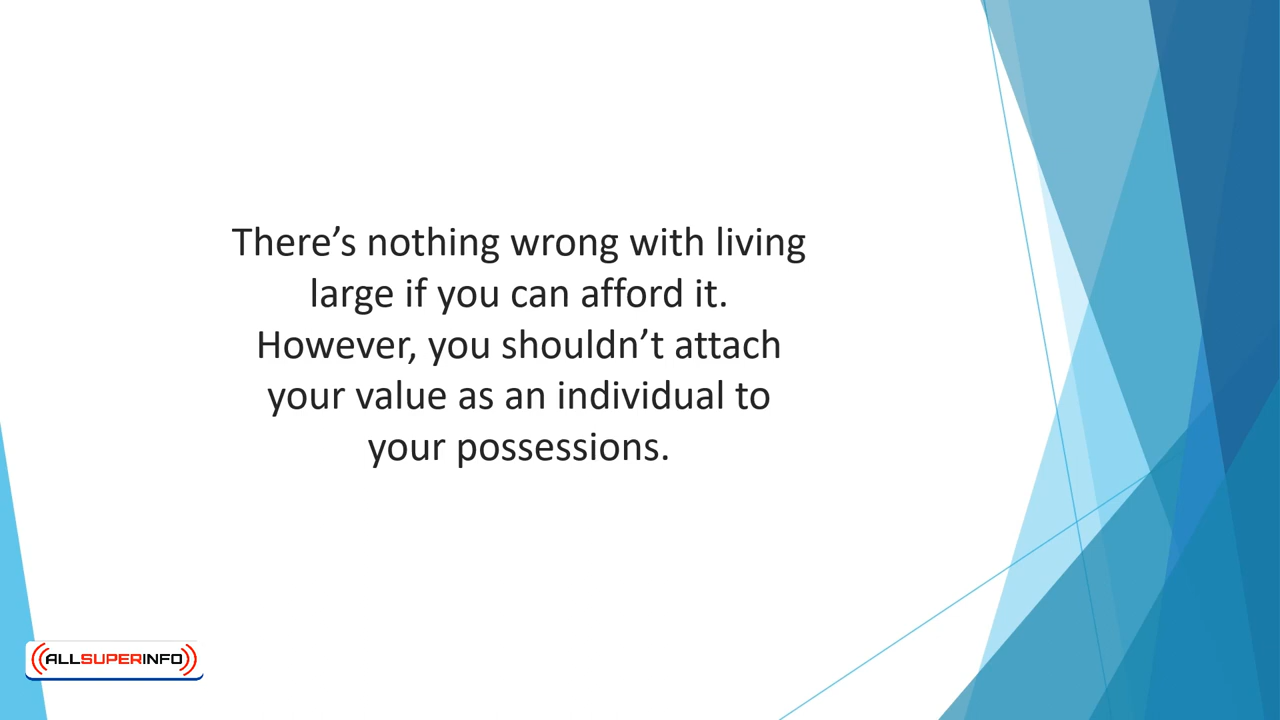 There’s nothing wrong with living
large if you can afford it.
However, you shouldn’t attach
your value as an individual to
your possessions.
((ALLSUPERINFO))